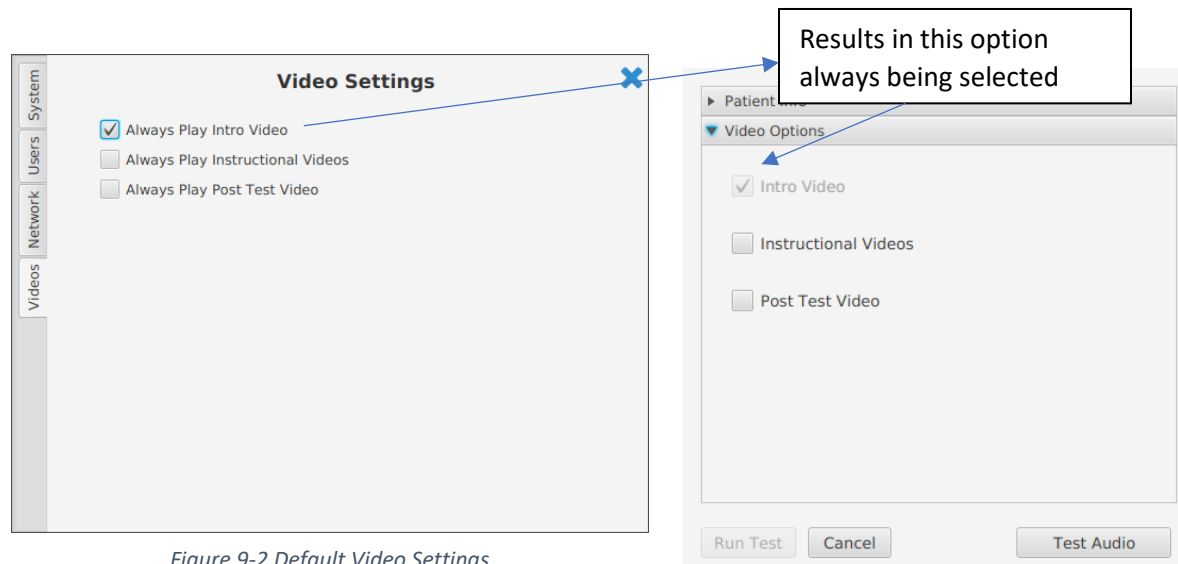 Results in this option
always being selected
Video Settings
System
Users
Network
Videos
Always Play Intro Video
Always Play Instructional Videos
Always Play Post Test Video
Figure 9-2 Default Video Settings
Patient
Video Options
Intro Video
Instructional Videos
Post Test Video
Run Test
Cancel
Test Audio